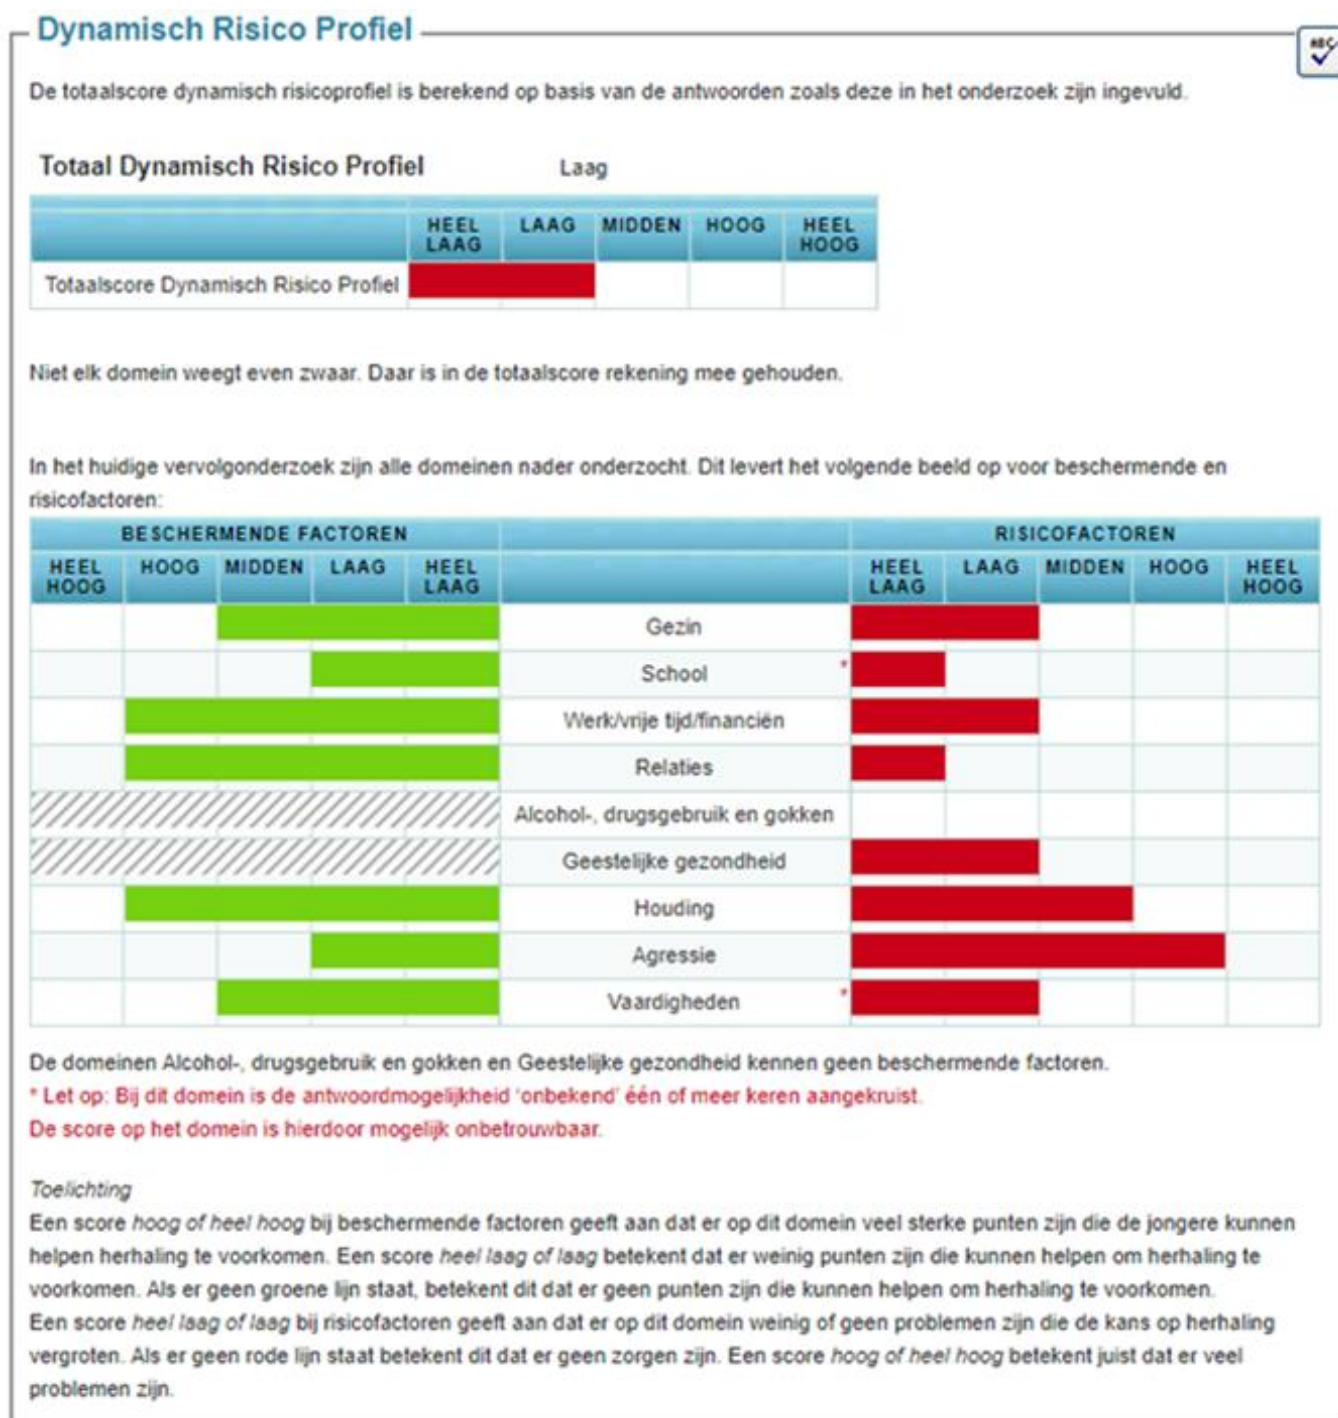 Dynamisch Risico Profiel
ABC
De totaalscore dynamisch risicoprofiel is berekend op basis van de antwoorden zoals deze in het onderzoek zijn ingevuld.
Totaal Dynamisch Risico Profiel Laag
HEEL LAAG LAAG MIDDEN HOOG HEEL HOOG
Totaalscore Dynamisch Risico Profiel
Niet elk domein weegt even zwaar. Daar is in de totaalscore rekening mee gehouden.
In het huidige vervolgonderzoek zijn alle domeinen nader onderzocht. Dit levert het volgende beeld op voor beschermende en
risicofactoren:
BESCHERMENDE FACTOREN RISICOFACTOREN
HEEL HOOG HOOG MIDDEN LAAG HEEL LAAG HEEL LAAG LAAG MIDDEN HOOG HEEL HOOG
Gezin
School *
Werk/vrije tijd/financiën
Relaties
Alcohol-, drugsgebruik en gokken
Geestelijke gezondheid
Houding
Agressie
Vaardigheden *
De domeinen Alcohol-, drugsgebruik en gokken en Geestelijke gezondheid kennen geen beschermende factoren.
* Let op: Bij dit domein is de antwoordmogelijkheid 'onbekend' één of meer keren aangekruist.
De score op het domein is hierdoor mogelijk onbetrouwbaar.
Toelichting
Een score hoog of heel hoog bij beschermende factoren geeft aan dat er op dit domein veel sterke punten zijn die de jongere kunnen
helpen herhaling te voorkomen. Een score heel laag of laag betekent dat er weinig punten zijn die kunnen helpen om herhaling te
voorkomen. Als er geen groene lijn staat, betekent dit dat er geen punten zijn die kunnen helpen om herhaling te voorkomen.
Een score heel laag of laag bij risicofactoren geeft aan dat er op dit domein weinig of geen problemen zijn die de kans op herhaling
vergroten. Als er geen rode lijn staat betekent dit dat er geen zorgen zijn. Een score hoog of heel hoog betekent juist dat er veel
problemen zijn.